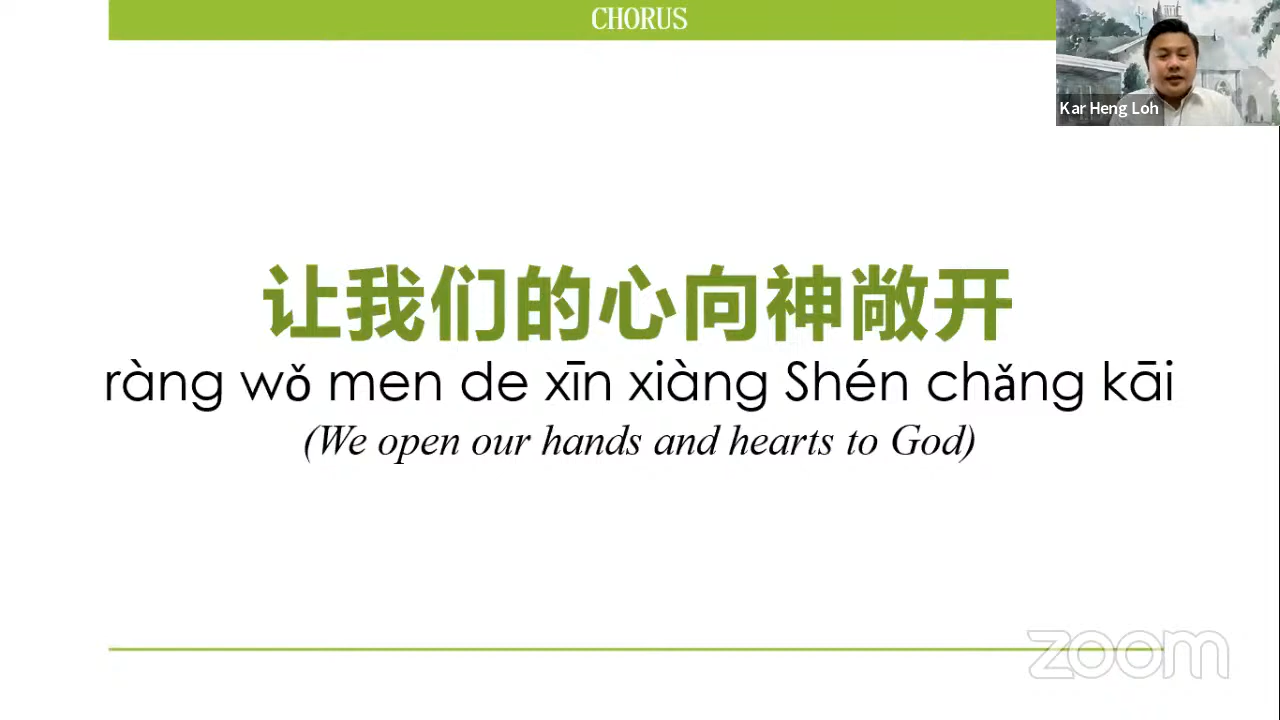 CHORUS
Kar Heng Loh
让我们的心向神敞开
ràng wǒ men de xīn xiàng Shén chǎng kāi
(We open our hands and hearts to God)
zoom